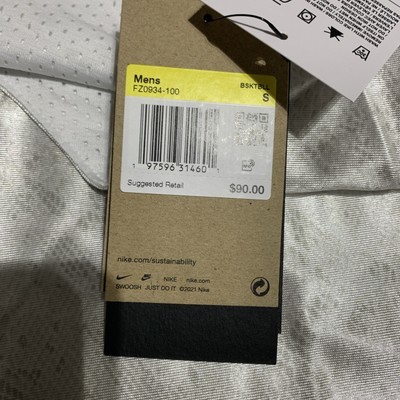 Mens
FZ0934-100
BSKTBLL
S
1 97596 31460
Suggested Retail
$90.00
nike.com/sustainability
NIKE | nike.com
SWOOSH JUST DO IT ©2021 Nike